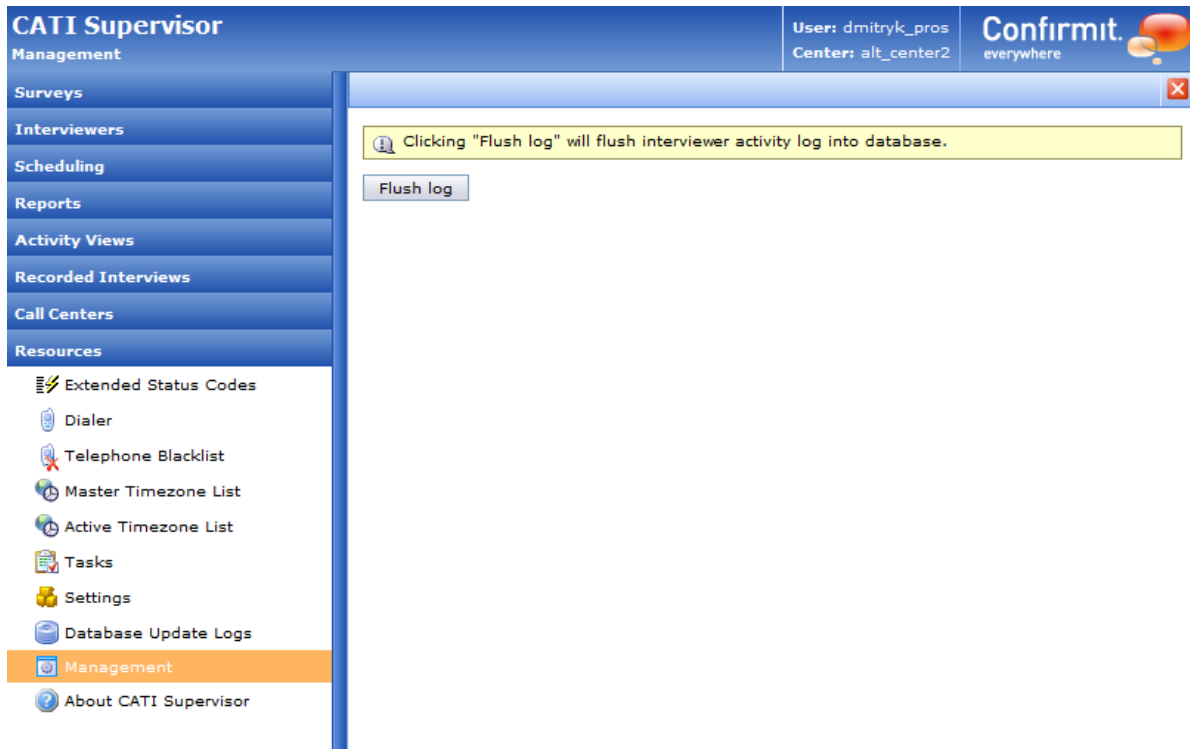 CATI Supervisor
Management
User: dmitryk_pros
Center: alt_center2
Confirmit.
everywhere
Surveys
Interviewers
Scheduling
Reports
Activity Views
Recorded Interviews
Call Centers
Resources
Extended Status Codes
Dialer
Telephone Blacklist
Master Timezone List
Active Timezone List
Tasks
Settings
Database Update Logs
Management
About CATI Supervisor
Clicking "Flush log" will flush interviewer activity log into database.
Flush log